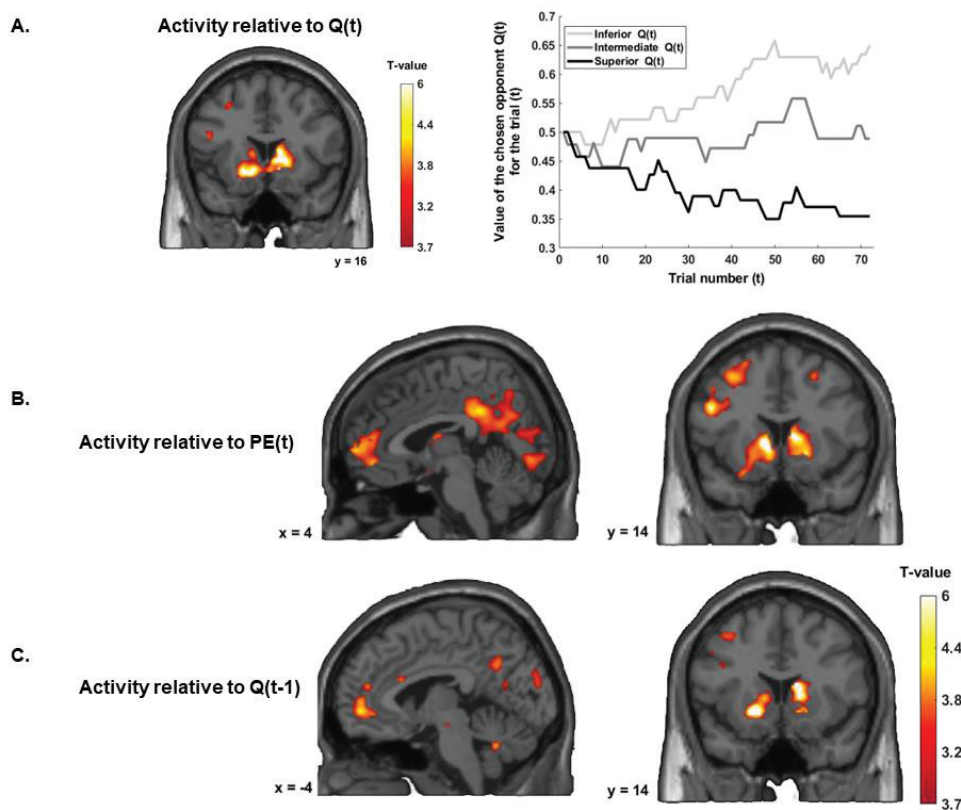 A.
Activity relative to Q(t)
T-value
6
4.4
3.8
3.2
3.7
y = 16
Value of the chosen opponent Q(t)
for the trial (t)
0.7
0.65
0.6
0.55
0.5
0.45
0.4
0.35
0.3
Inferior Q(t)
Intermediate Q(t)
Superior Q(t)
0
10
20
30
40
50
60
70
Trial number (t)
B.
Activity relative to PE(t)
x = 4
y = 14
C.
Activity relative to Q(t-1)
x = -4
y = 14
T-value
6
4.4
3.8
3.2
3.7